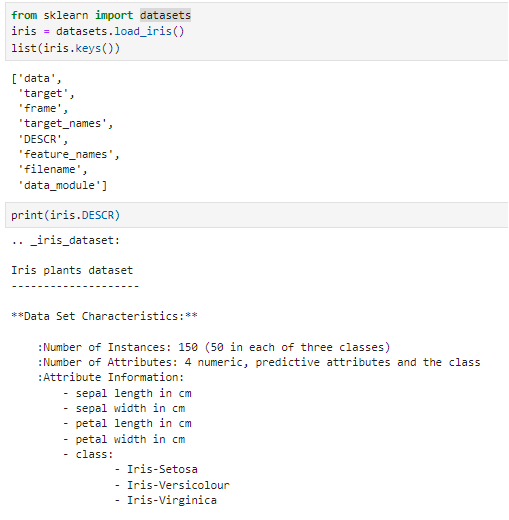 from sklearn import datasets
iris = datasets.load_iris()
list(iris.keys())
['data',
 'target',
 'frame',
 'target_names',
 'DESCR',
 'feature_names',
 'filename',
 'data_module']
print(iris.DESCR)
.. _iris_dataset:
Iris plants dataset
--------------------
**Data Set Characteristics:**
    :Number of Instances: 150 (50 in each of three classes)
    :Number of Attributes: 4 numeric, predictive attributes and the class
    :Attribute Information:
        - sepal length in cm
        - sepal width in cm
        - petal length in cm
        - petal width in cm
        - class:
                - Iris-Setosa
                - Iris-Versicolour
                - Iris-Virginica